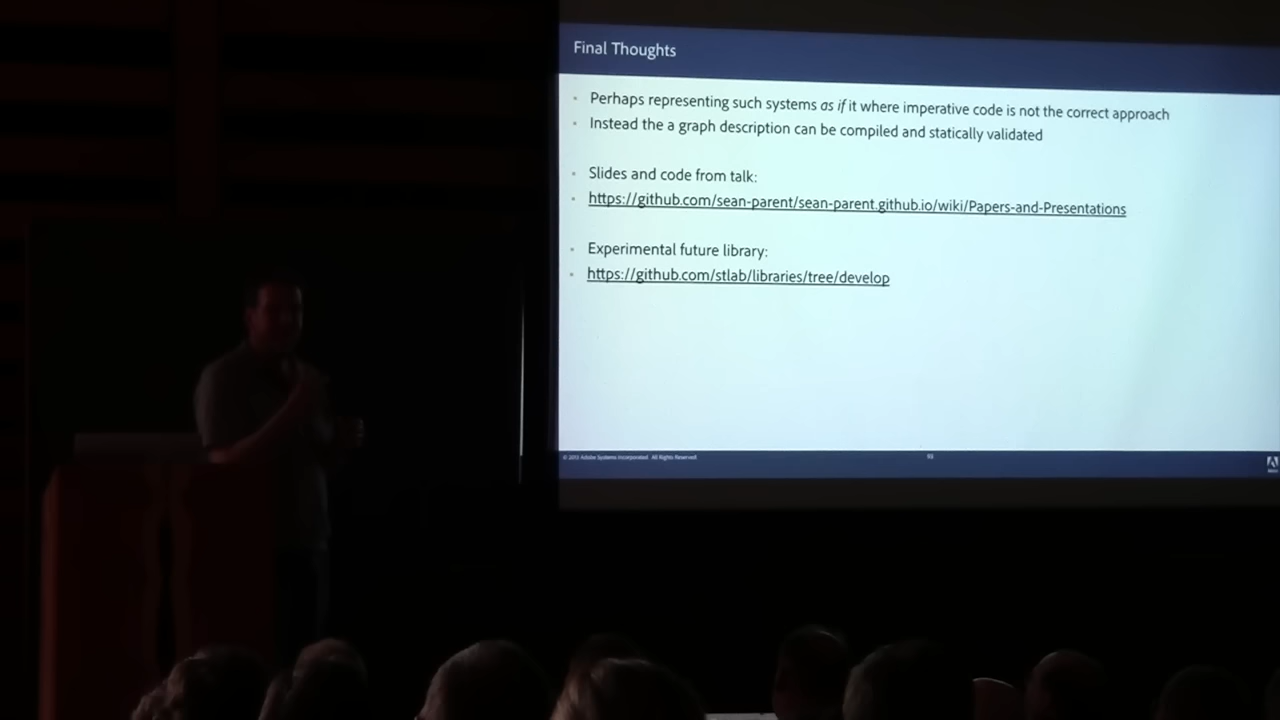 Final Thoughts
Perhaps representing such systems as if it where imperative code is not the correct approach
Instead the a graph description can be compiled and statically validated
Slides and code from talk:
https://github.com/sean-parent/sean-parent.github.io/wiki/Papers-and-Presentations
Experimental future library:
https://github.com/stlab/libraries/tree/develop
Adobe Systems Incorporated. All Rights Reserved.